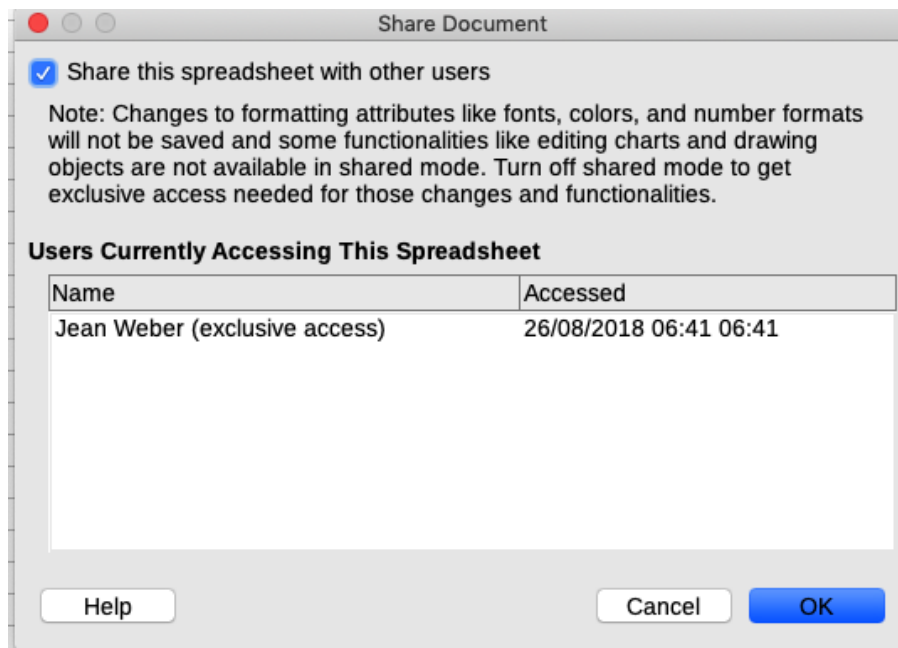 Share Document
Share this spreadsheet with other users
Note: Changes to formatting attributes like fonts, colors, and number formats
will not be saved and some functionalities like editing charts and drawing
objects are not available in shared mode. Turn off shared mode to get
exclusive access needed for those changes and functionalities.
Users Currently Accessing This Spreadsheet
Name Accessed
Jean Weber (exclusive access) 26/08/2018 06:41 06:41
Help Cancel OK